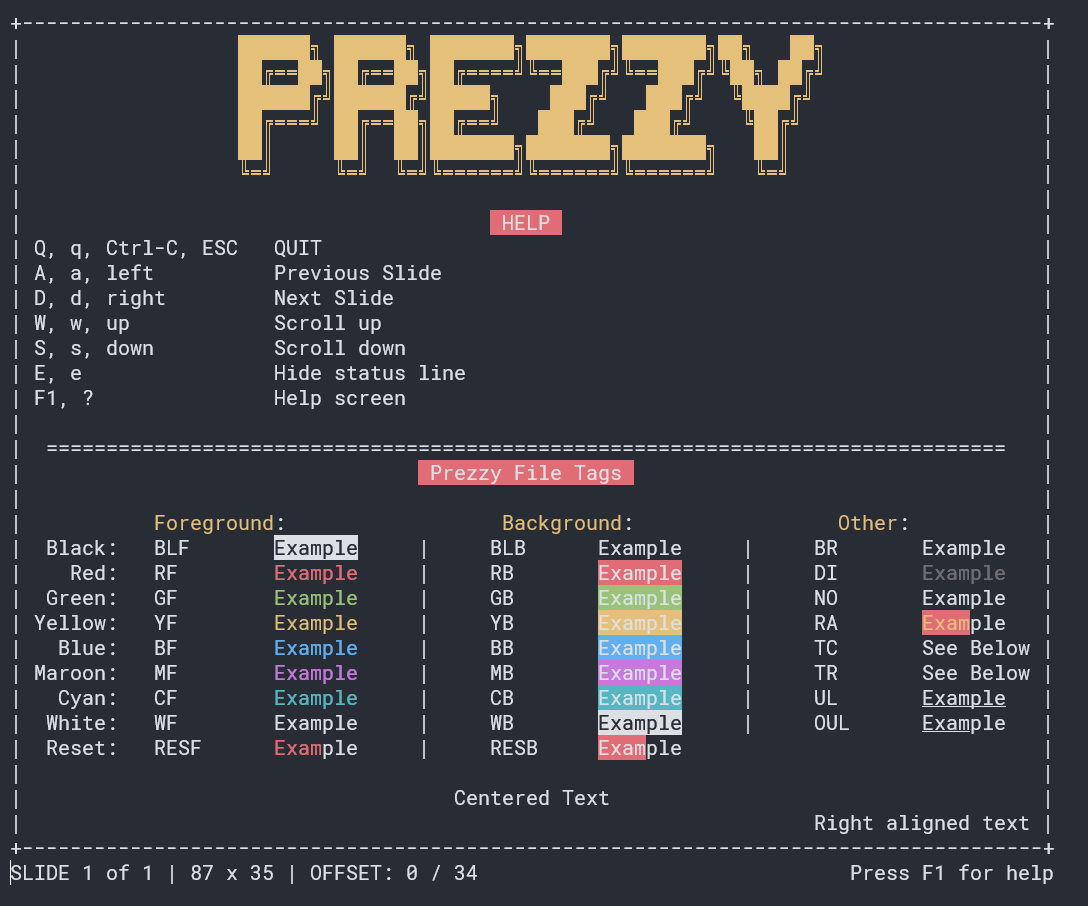 PREZZY
HELP
Q, q, Ctrl-C, ESC   QUIT
A, a, left          Previous Slide
D, d, right         Next Slide
W, w, up            Scroll up
S, s, down          Scroll down
E, e                Hide status line
F1, ?               Help screen
================================================================================
Prezzy File Tags
Foreground: Background: Other:
Black: BLF Example | BLB Example | BR Example
Red: RF Example | RB Example | DI Example
Green: GF Example | GB Example | NO Example
Yellow: YF Example | YB Example | RA Example
Blue: BF Example | BB Example | TC See Below
Maroon: MF Example | MB Example | TR See Below
Cyan: CF Example | CB Example | UL Example
White: WF Example | WB Example | OUL Example
Reset: RESF Example | RESB Example
Centered Text
Right aligned text
SLIDE 1 of 1 | 87 x 35 | OFFSET: 0 / 34 Press F1 for help